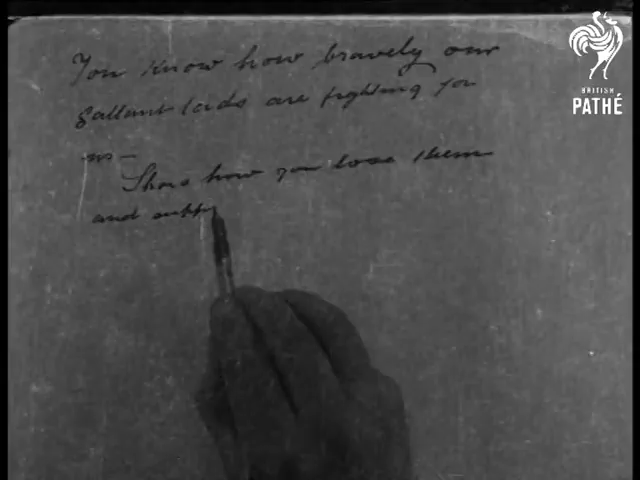 You know how bravely our
gallant lads are fighting for
us—
Show how you love them
and supp
BRITISH
PATHÉ